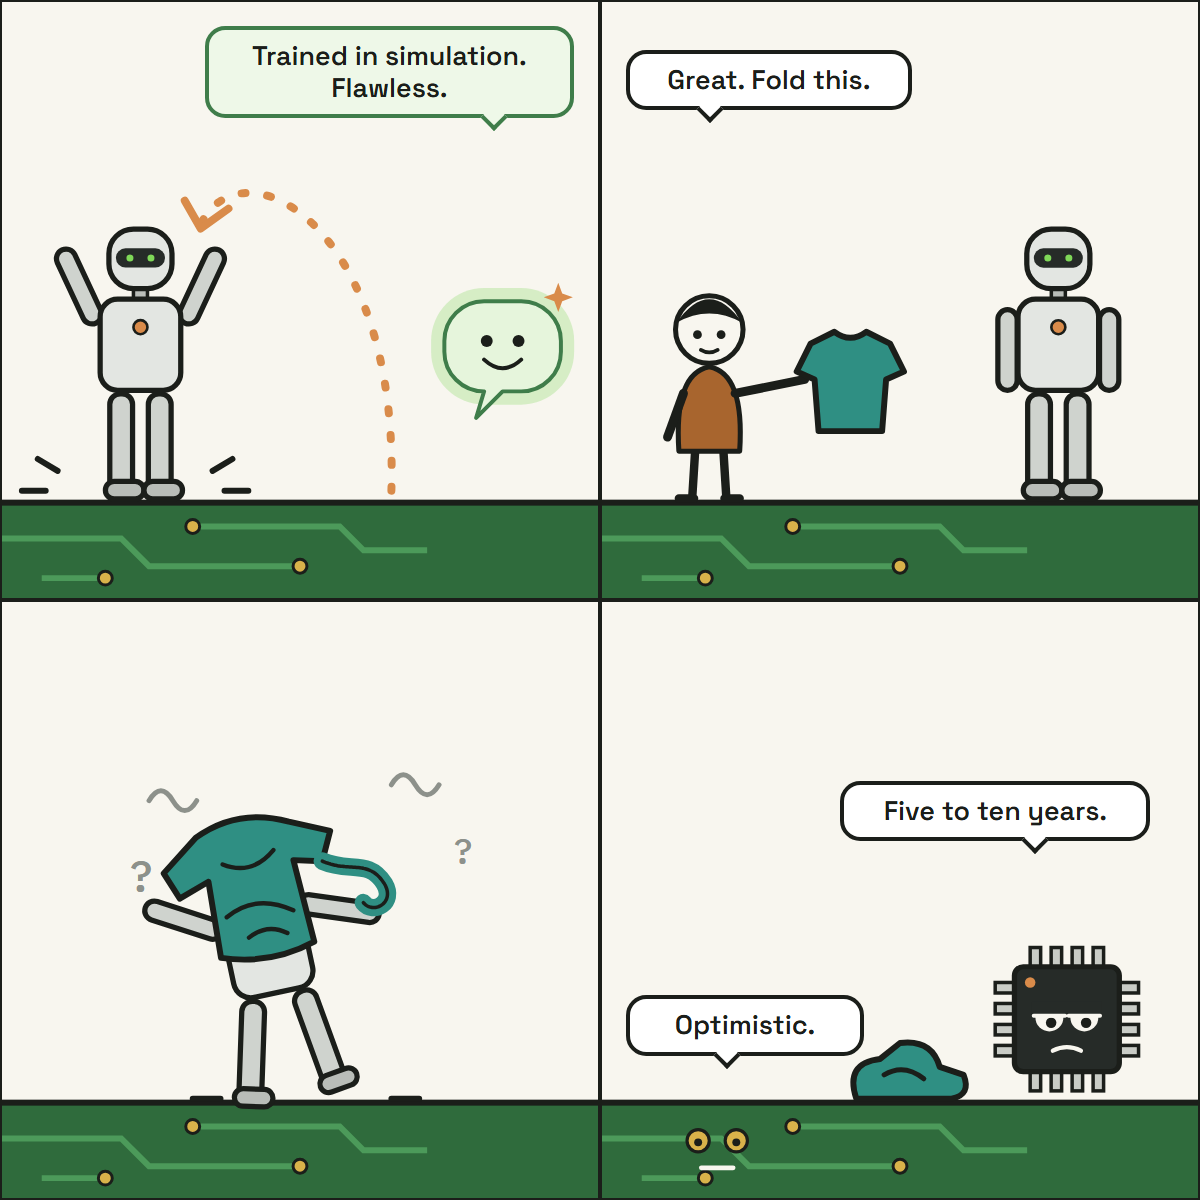 Trained in simulation.
Flawless.
Great. Fold this.
?
?
Five to ten years.
Optimistic.